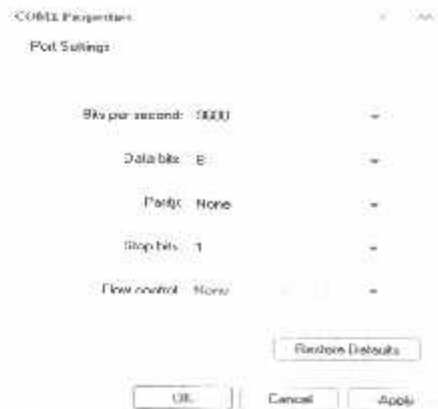 Properties
Port Settings
Bits per second: 9600
Data bits 8
Parity: None
Stop bits 1
Flow control None
Restore Defaults
OK Cancel Apply